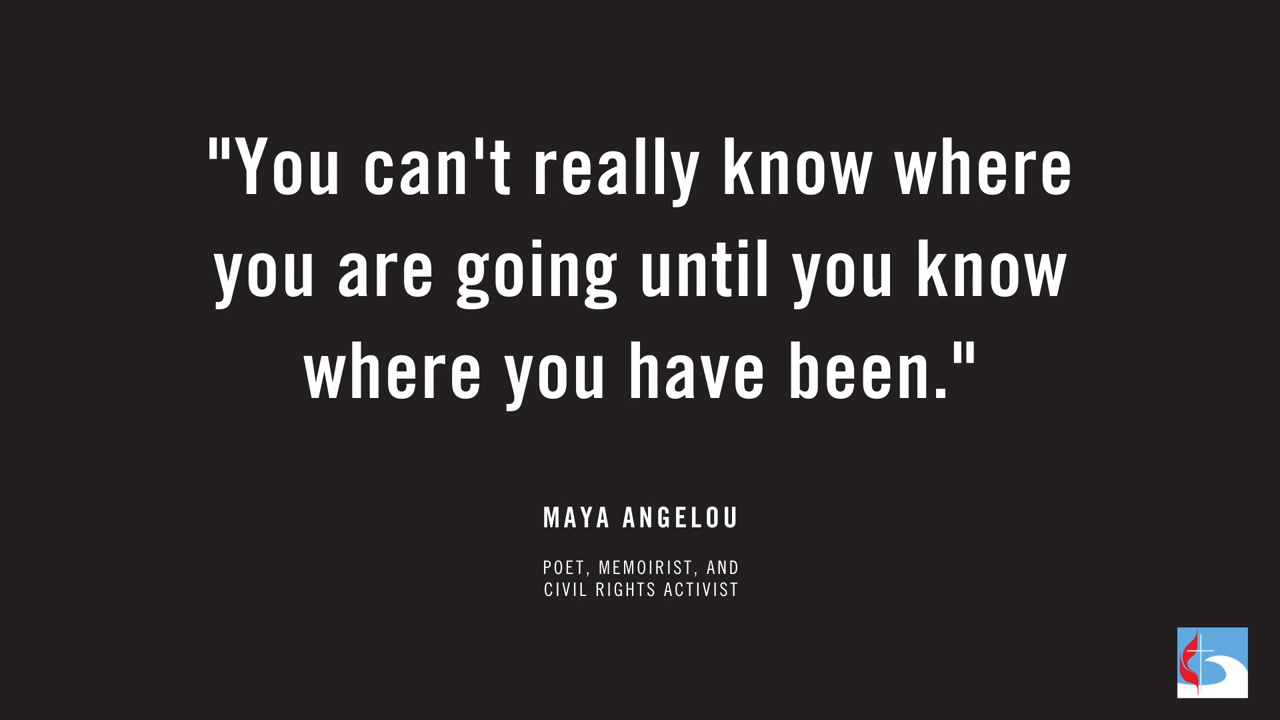 "You can't really know where
you are going until you know
where you have been."
MAYA ANGELOU
POET, MEMOIRIST, AND
CIVIL RIGHTS ACTIVIST